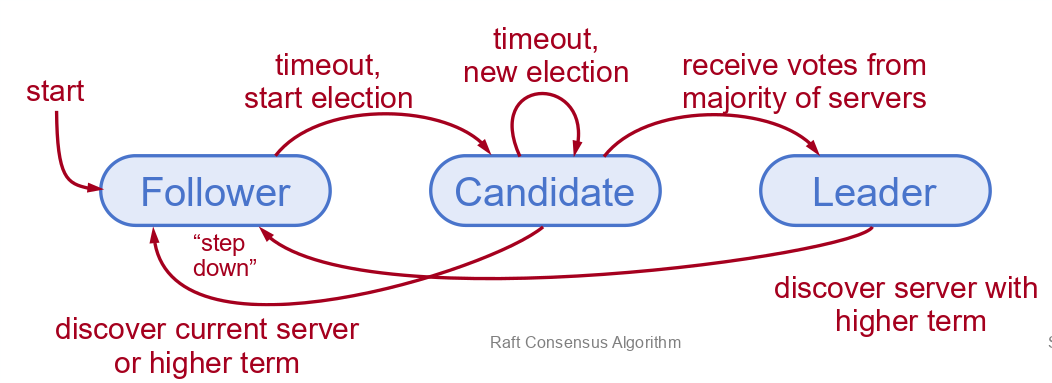 start
timeout,
start election
timeout,
new election
receive votes from
majority of servers
Follower
Candidate
Leader
“step
down”
discover current server
or higher term
discover server with
higher term
Raft Consensus Algorithm